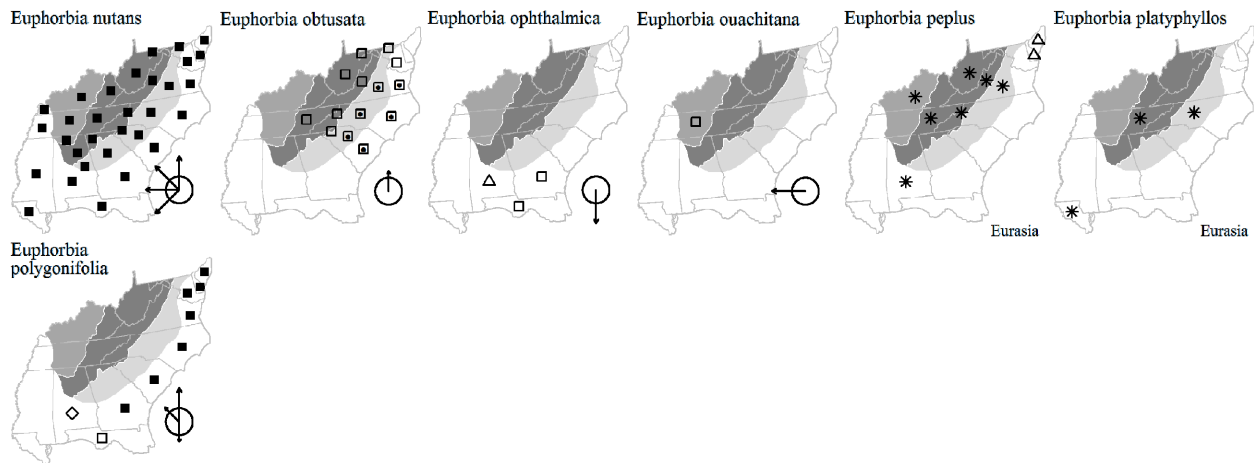 Euphorbia nutans
Euphorbia obtusata
Euphorbia ophthalmica
Euphorbia ouachitana
Euphorbia peplus
Euphorbia platyphyllos
Eurasia
Eurasia
Euphorbia
polygonifolia